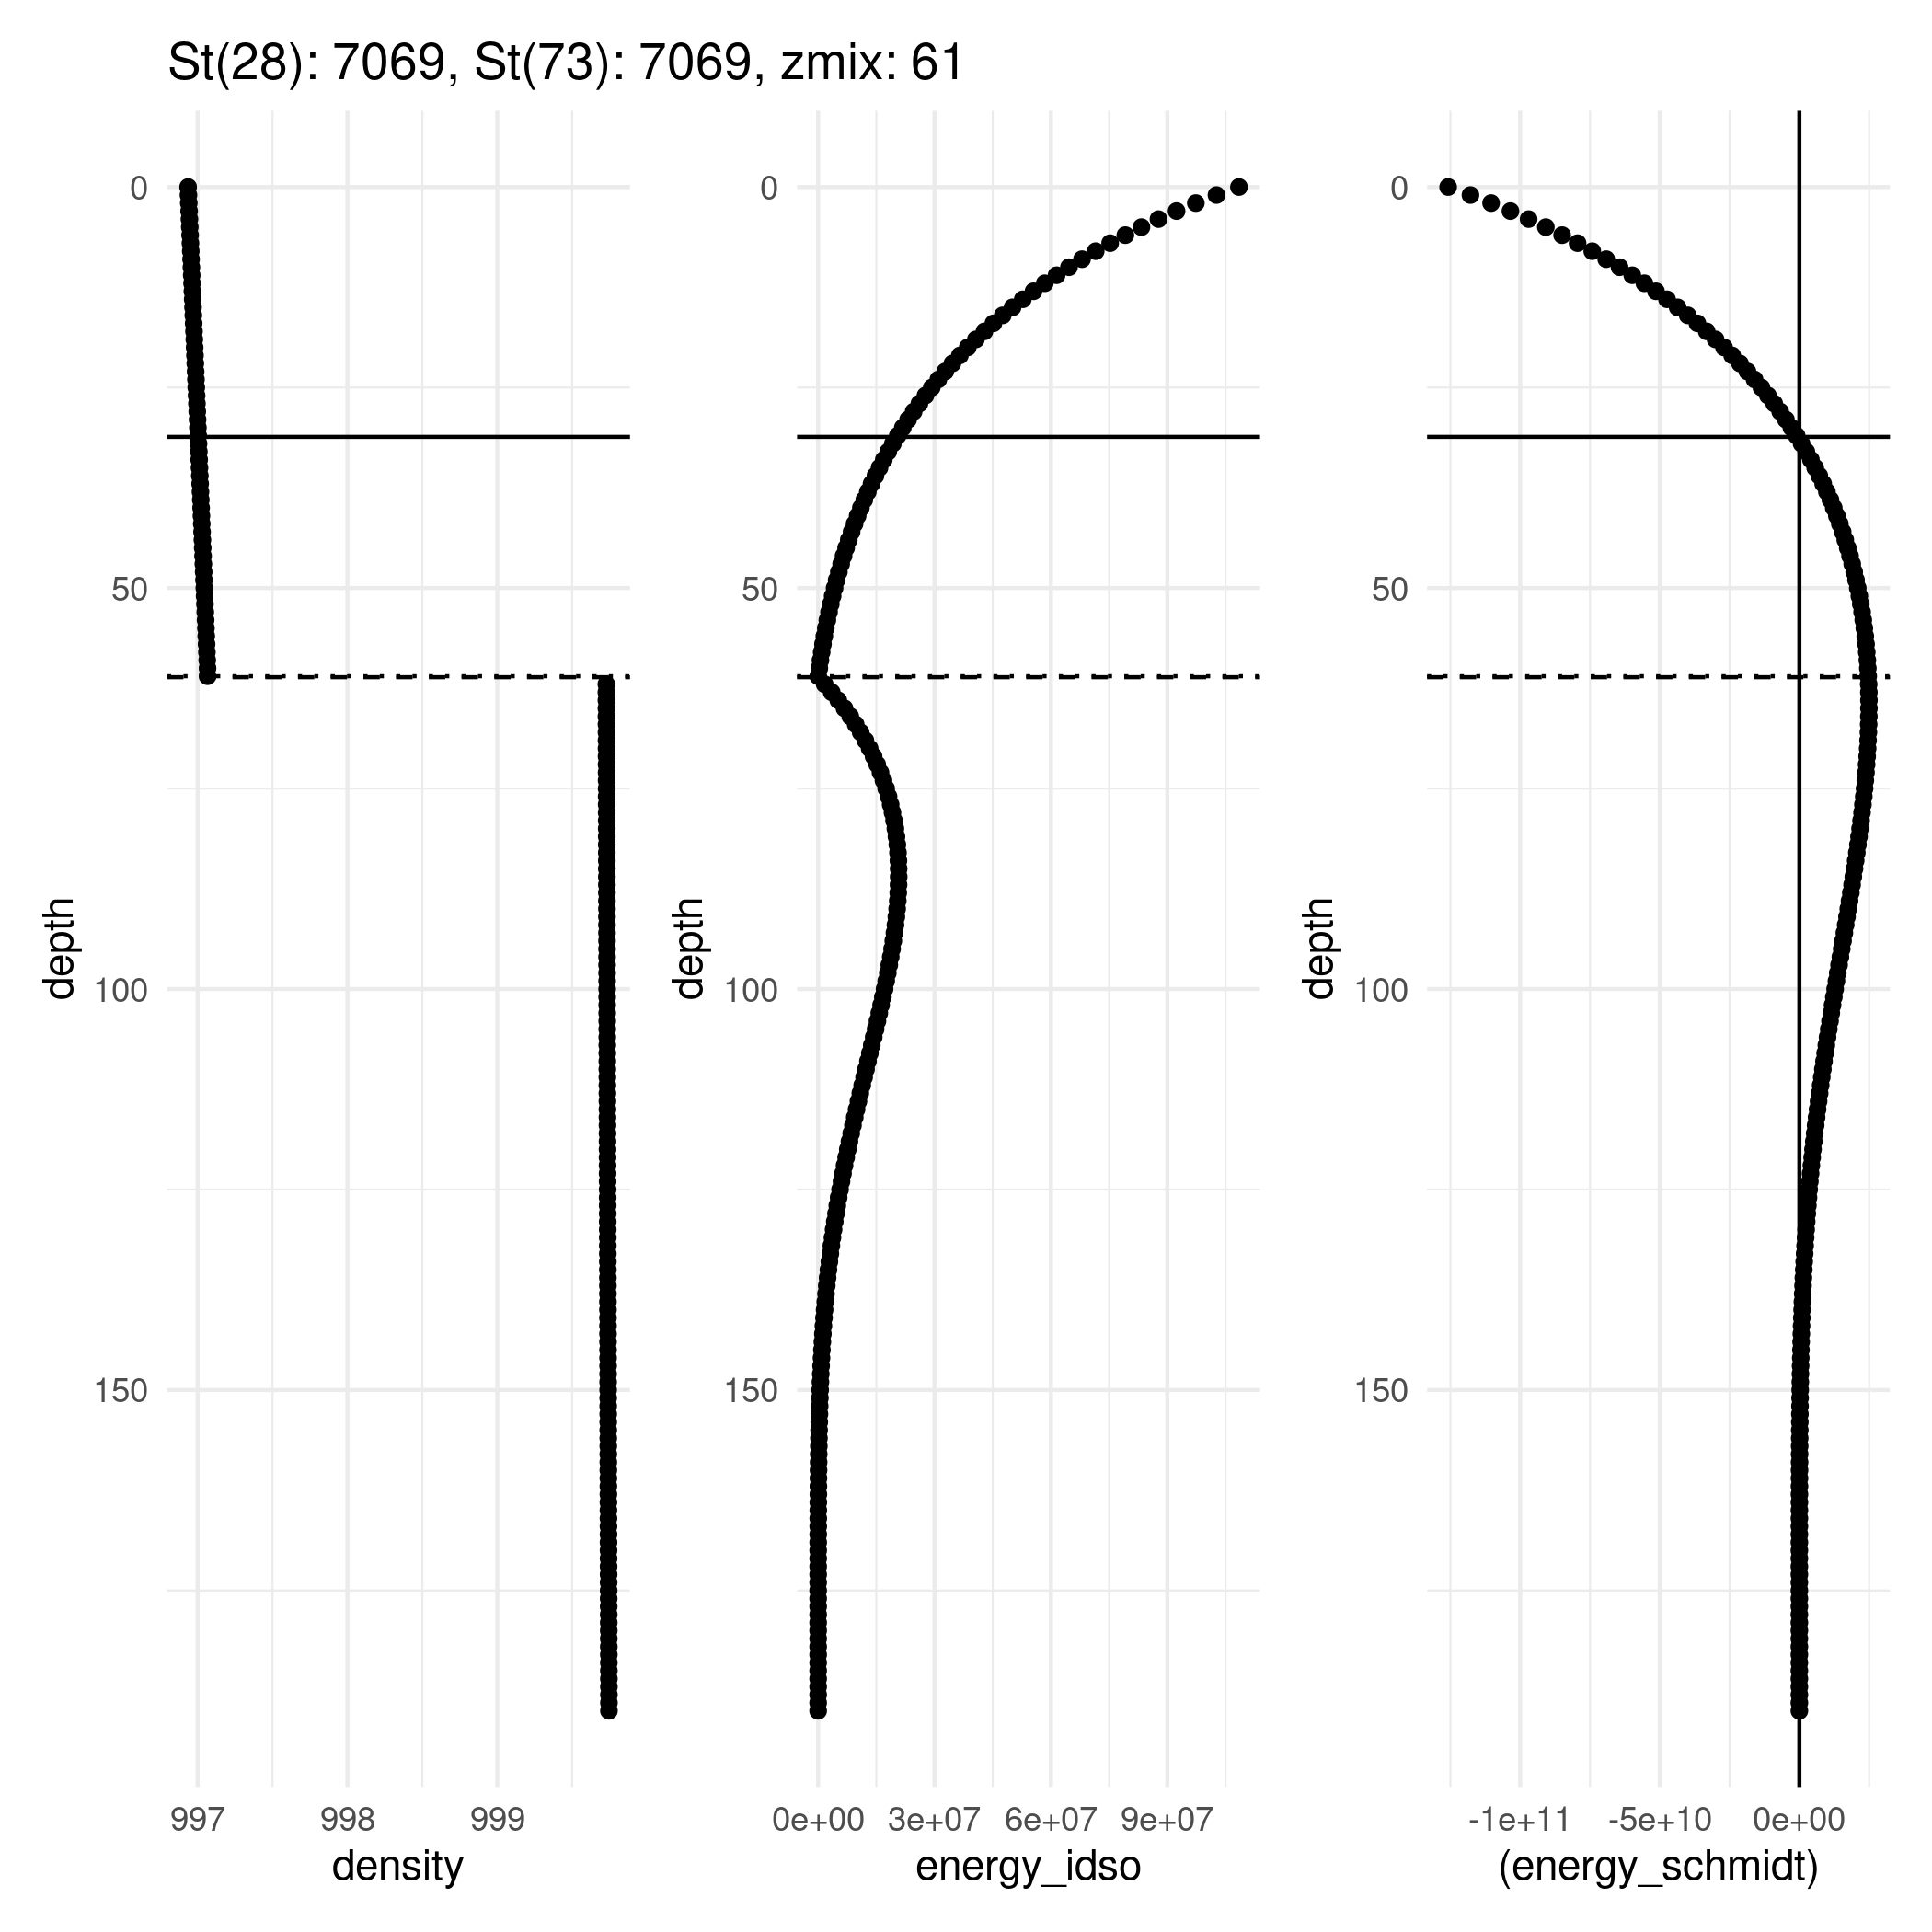 St(28): 7069, St(73): 7069, zmix: 61
depth
0
50
100
150
997 998 999
density
depth
0
50
100
150
0e+00 3e+07 6e+07 9e+07
energy_idso
depth
0
50
100
150
-1e+11 -5e+10 0e+00
(energy_schmidt)